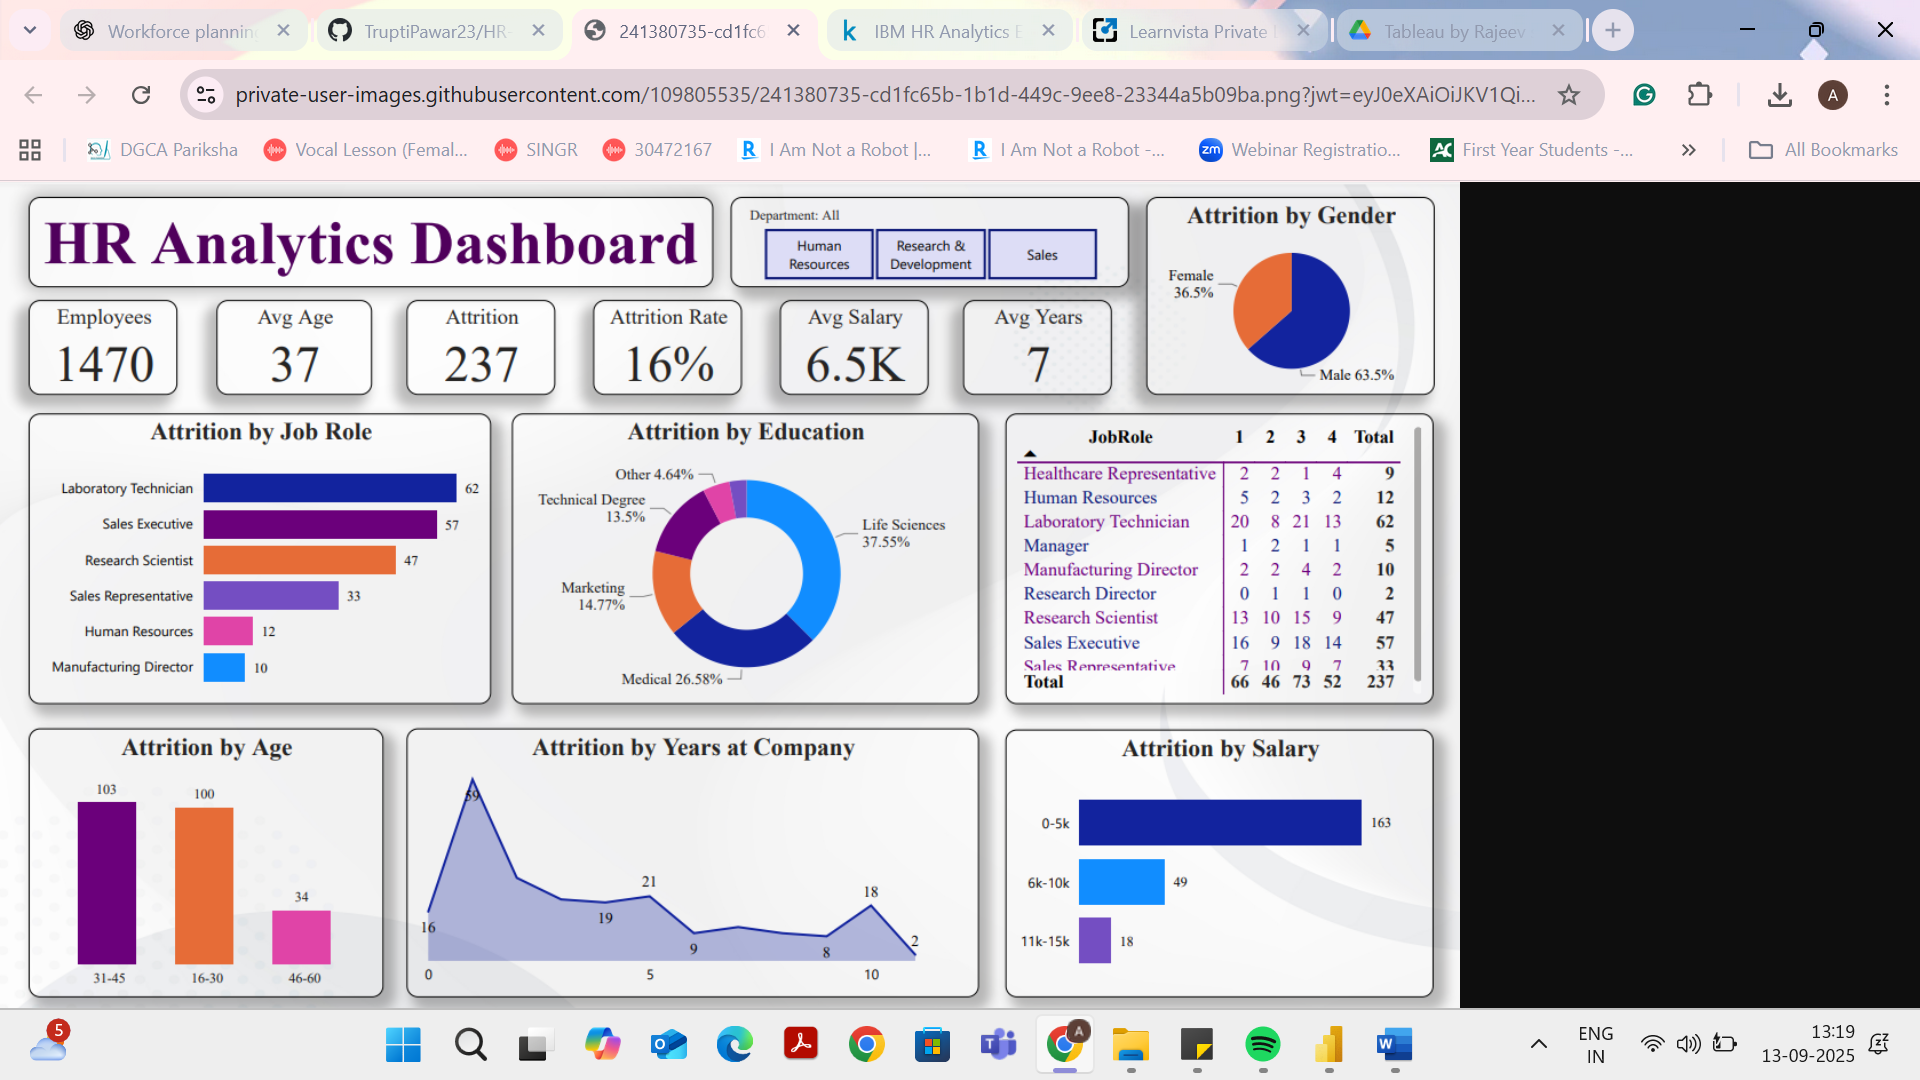 Workforce plannin
TruptiPawar23/HR-
241380735-cd1fc6
IBM HR Analytics E
Learnvista Private
Tableau by Rajeev
private-user-images.githubusercontent.com/109805535/241380735-cd1fc65b-1b1d-449c-9ee8-23344a5b09ba.png?jwt=eyJ0eXAiOiJKV1Qi...
A
DGCA Pariksha
Vocal Lesson (Femal...
SINGR
30472167
I Am Not a Robot |...
I Am Not a Robot -...
zm
Webinar Registratio...
First Year Students -...
All Bookmarks
HR Analytics Dashboard
Department: All
Human
Resources
Research &
Development
Sales
Attrition by Gender
Female
36.5%
Male 63.5%
Employees
1470
Avg Age
37
Attrition
237
Attrition Rate
16%
Avg Salary
6.5K
Avg Years
7
Attrition by Job Role
Laboratory Technician 62
Sales Executive 57
Research Scientist 47
Sales Representative 33
Human Resources 12
Manufacturing Director 10
Attrition by Education
Other 4.64%
Technical Degree
13.5%
Life Sciences
37.55%
Marketing
14.77%
Medical 26.58%
JobRole 1 2 3 4 Total
Healthcare Representative 2 2 1 4 9
Human Resources 5 2 3 2 12
Laboratory Technician 20 8 21 13 62
Manager 1 2 1 1 5
Manufacturing Director 2 2 4 2 10
Research Director 0 1 1 0 2
Research Scientist 13 10 15 9 47
Sales Executive 16 9 18 14 57
Sales Representative 7 10 9 7 33
Total 66 46 73 52 237
Attrition by Age
103
100
34
31-45 16-30 46-60
Attrition by Years at Company
59
21
18
19
16
9
8
2
0 5 10
Attrition by Salary
0-5k 163
6k-10k 49
11k-15k 18
5
A
ENG
IN
13:19
13-09-2025